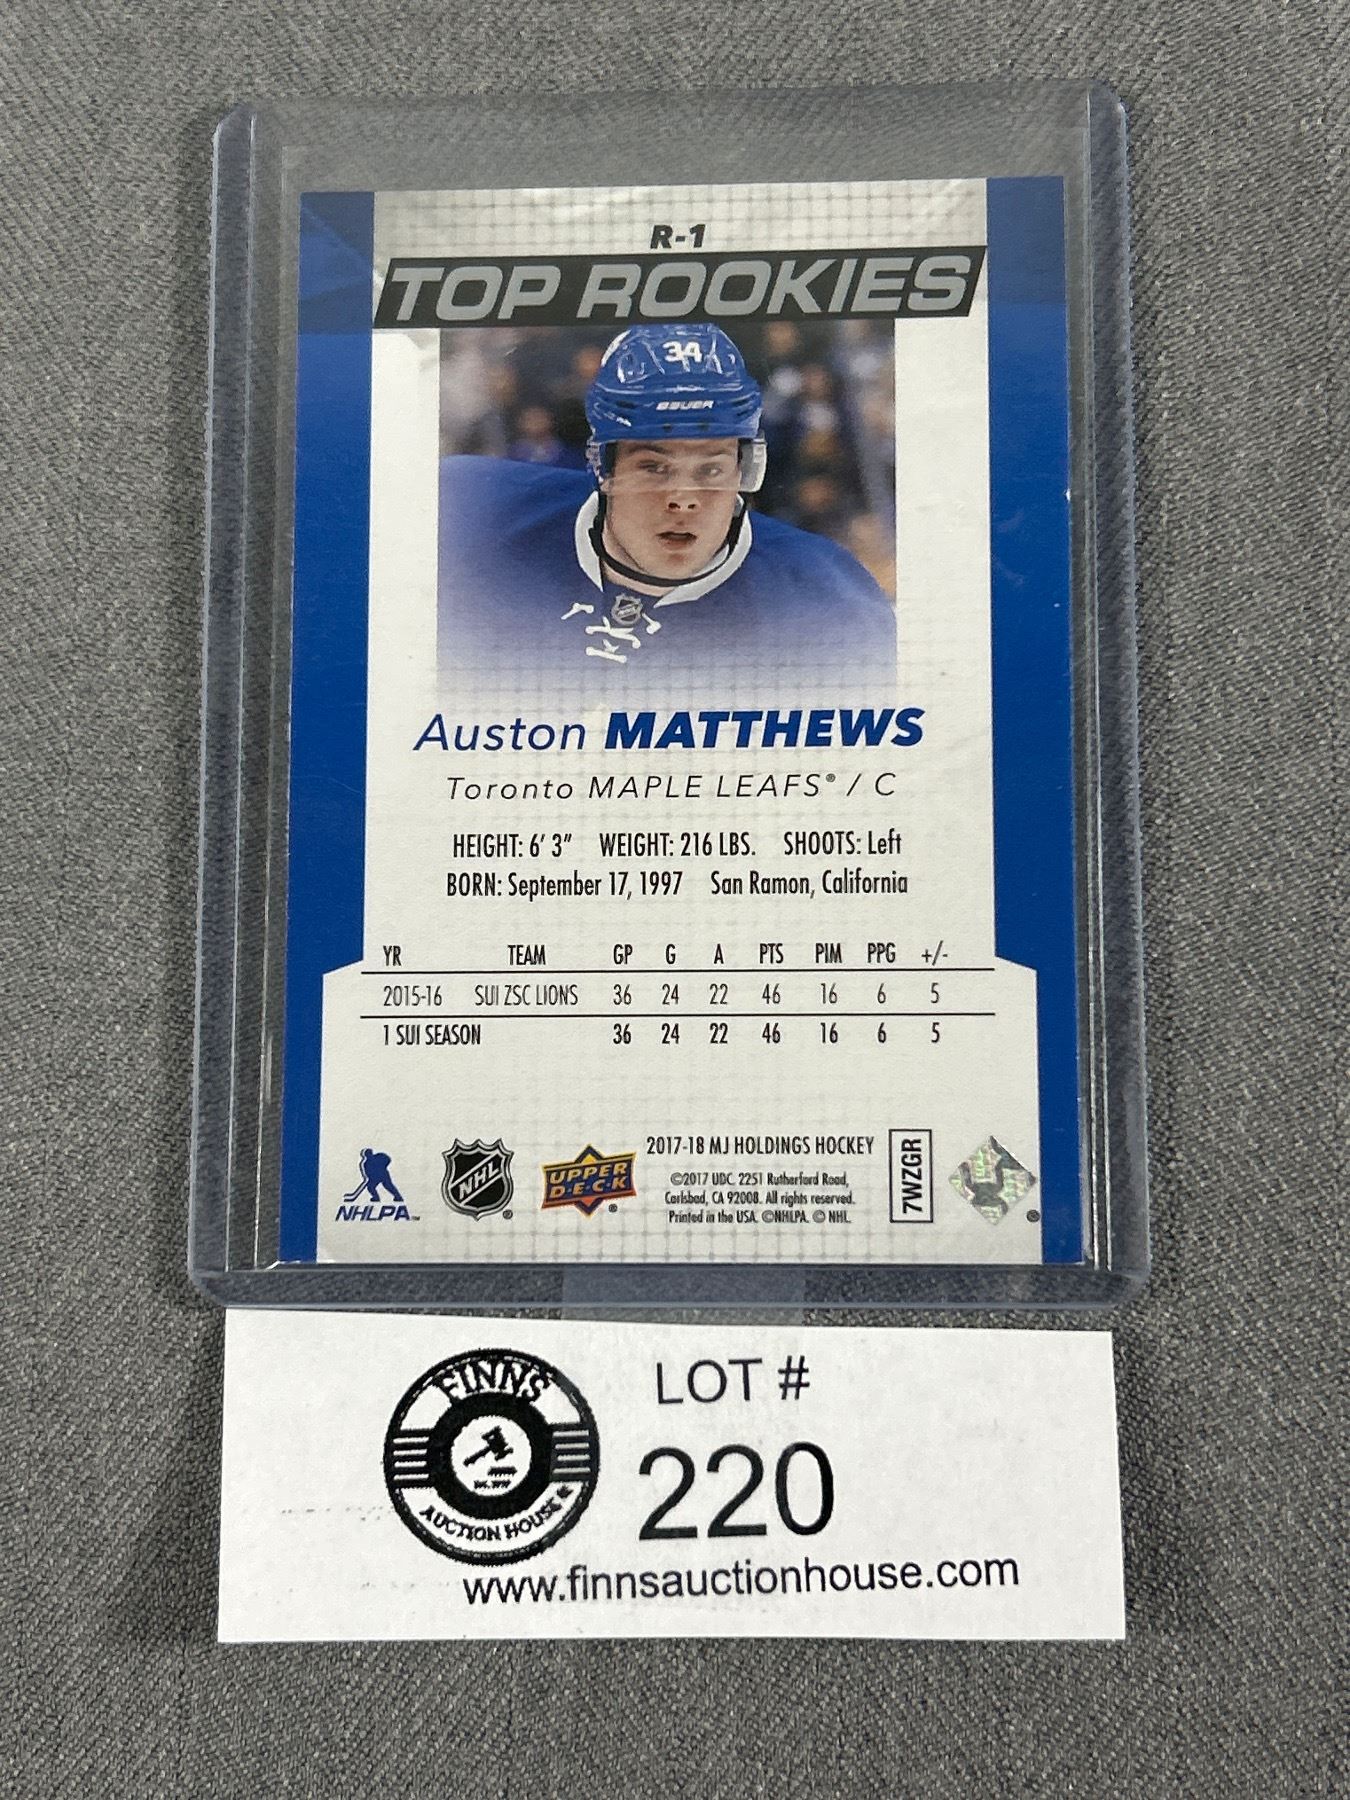 R-1
TOP ROOKIES
34
BAUER
Auston MATTHEWS
Toronto MAPLE LEAFS® / C
HEIGHT: 6' 3" WEIGHT: 216 LBS. SHOOTS: Left
BORN: September 17, 1997 San Ramon, California
YR TEAM GP G A PTS PIM PPG +/-
2015-16 SUI ZSC LIONS 36 24 22 46 16 6 5
1 SUI SEASON 36 24 22 46 16 6 5
NHLPA™
NHL®
UPPER
D·E·C·K®
2017-18 MJ HOLDINGS HOCKEY
©2017 UDC. 2251 Rutherford Road,
Carlsbad, CA 92008. All rights reserved.
Printed in the USA. ©NHLPA. © NHL.
7WZGR
FINNS
AUCTION HOUSE
LOT #
220
www.finnsauctionhouse.com